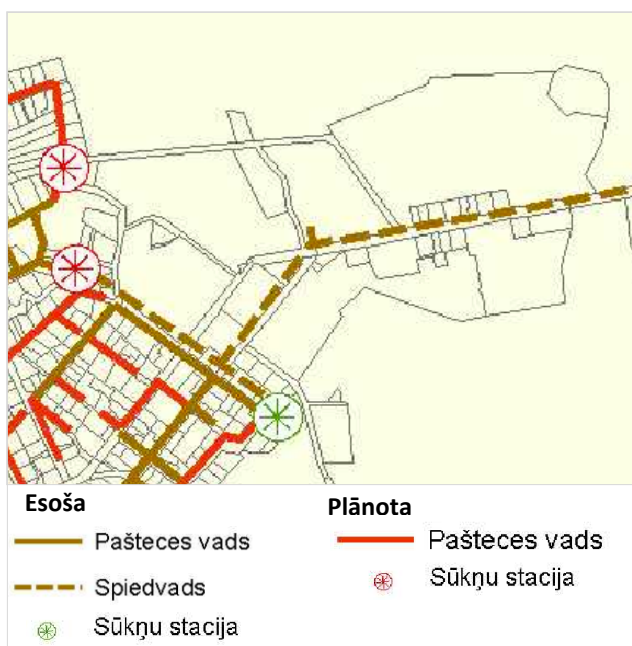 Esoša
Pašteces vads
Spiedvads
Sūkņu stacija
Plānota
Pašteces vads
Sūkņu stacija